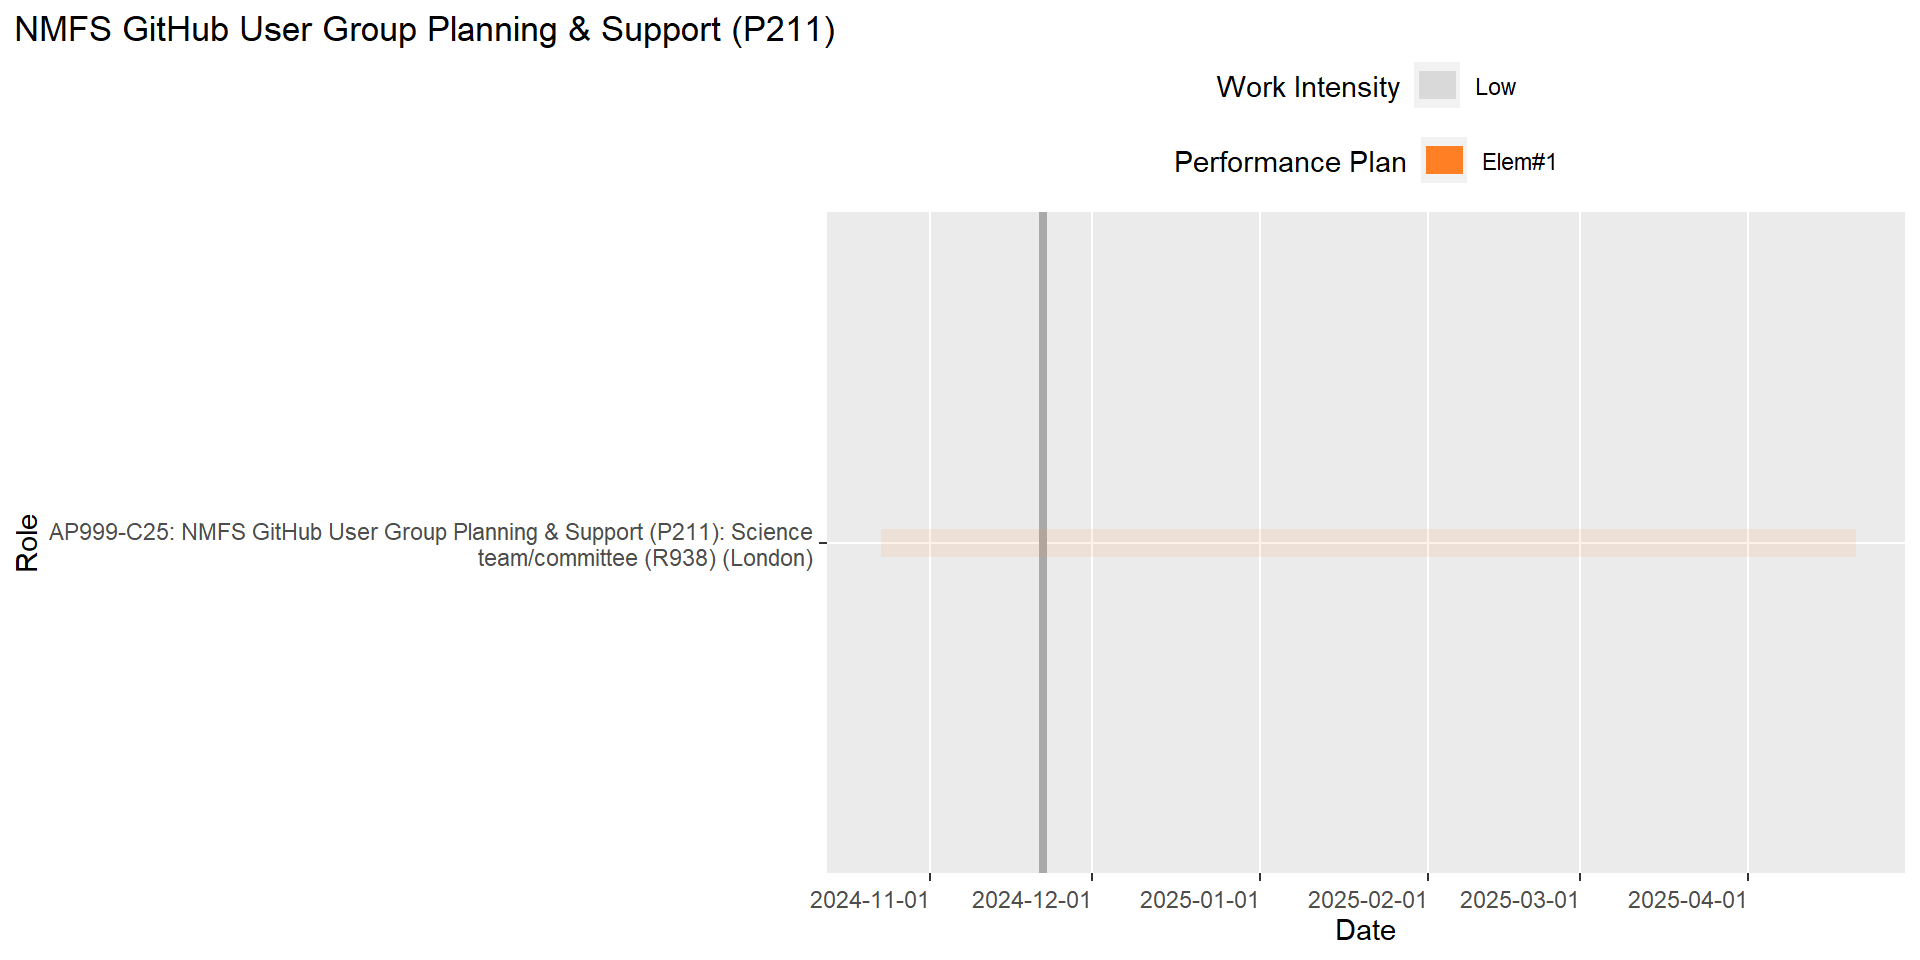 NMFS GitHub User Group Planning & Support (P211)
Work Intensity Low
Performance Plan Elem#1
Role
AP999-C25: NMFS GitHub User Group Planning & Support (P211): Science
team/committee (R938) (London)
2024-11-01 2024-12-01 2025-01-01 2025-02-01 2025-03-01 2025-04-01
Date